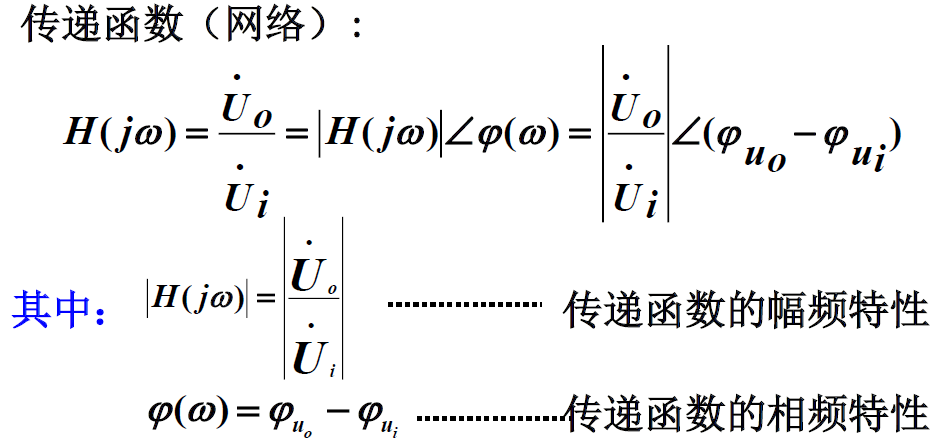 传递函数（网络）:
H(jω) = U̇o / U̇i = |H(jω)|∠φ(ω) = |U̇o / U̇i|∠(φuo − φui)
其中： |H(jω)| = |U̇o / U̇i| ┅┅┅┅ 传递函数的幅频特性
φ(ω) = φuo − φui ┅┅┅┅ 传递函数的相频特性